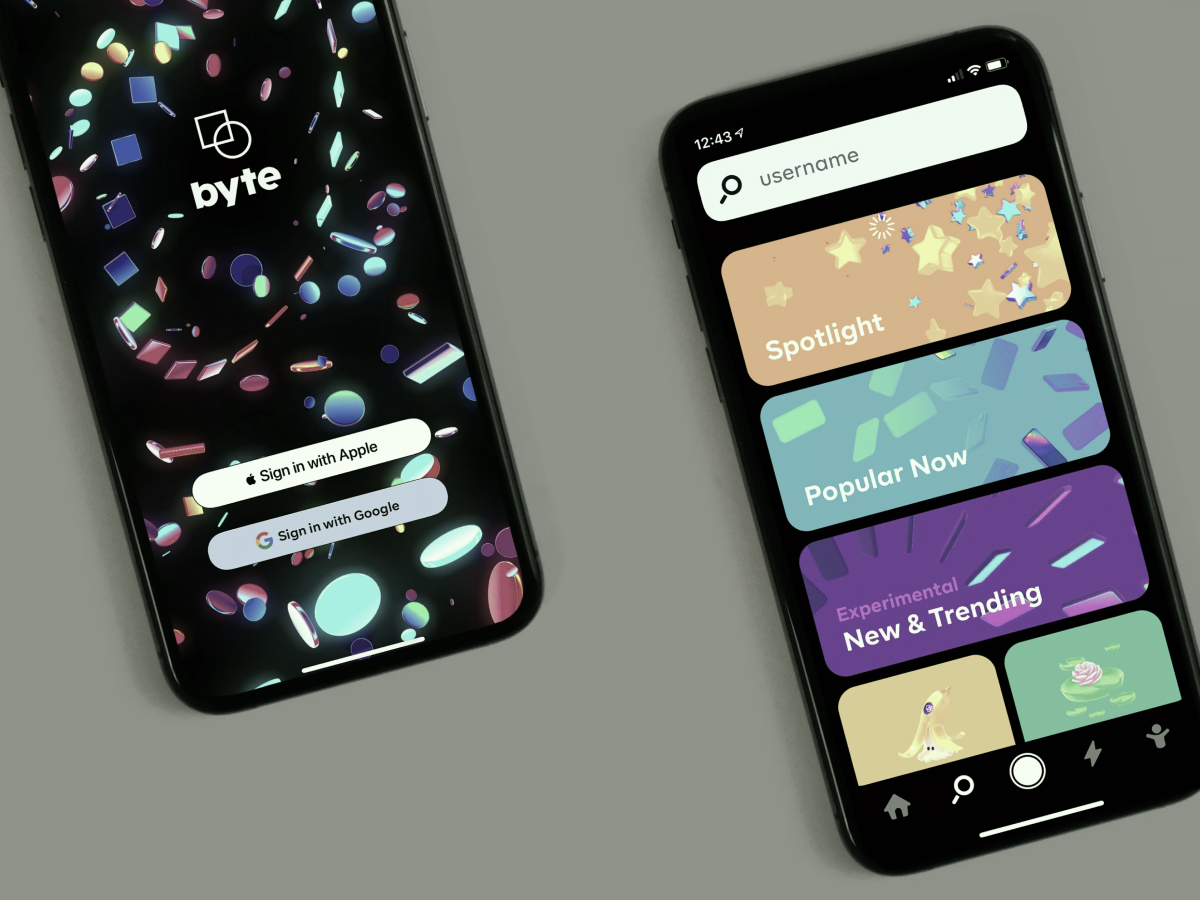 byte
Sign in with Apple
Sign in with Google
12:43
username
Spotlight
Popular Now
Experimental
New & Trending